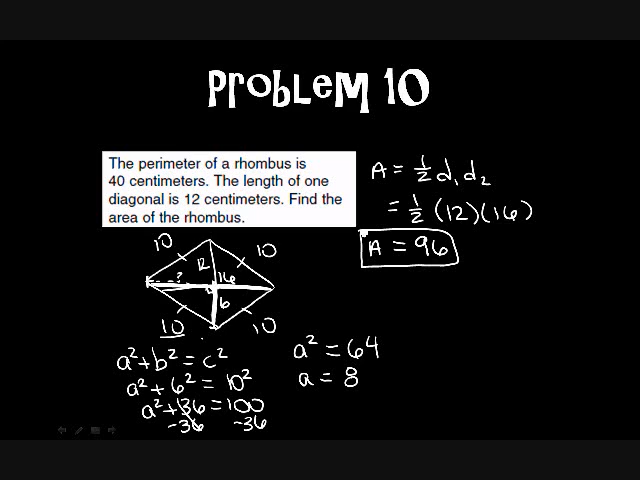 Problem 10
The perimeter of a rhombus is
40 centimeters. The length of one
diagonal is 12 centimeters. Find the
area of the rhombus.
A = 1/2 d₁ d₂
= 1/2 (12)(16)
A = 96
10
10
12
?
16
6
10
10
a² + b² = c²
a² + 6² = 10²
a² + 36 = 100
-36 -36
a² = 64
a = 8